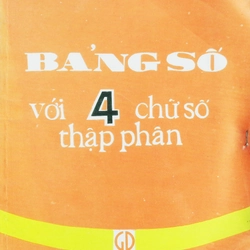 BẢNG SỐ
với 4 chữ số
thập phân
GD